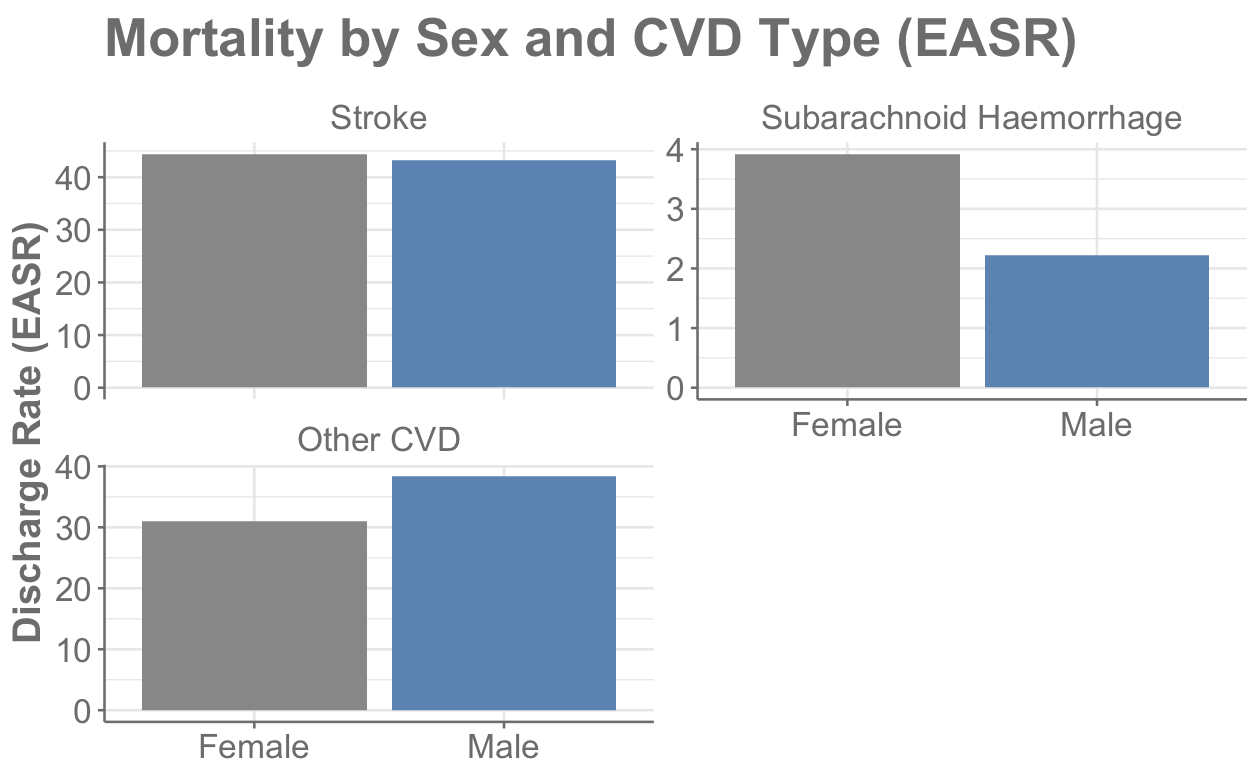 Mortality by Sex and CVD Type (EASR)
Discharge Rate (EASR)
Stroke
40
30
20
10
0
Subarachnoid Haemorrhage
4
3
2
1
0
Female Male
Other CVD
40
30
20
10
0
Female Male